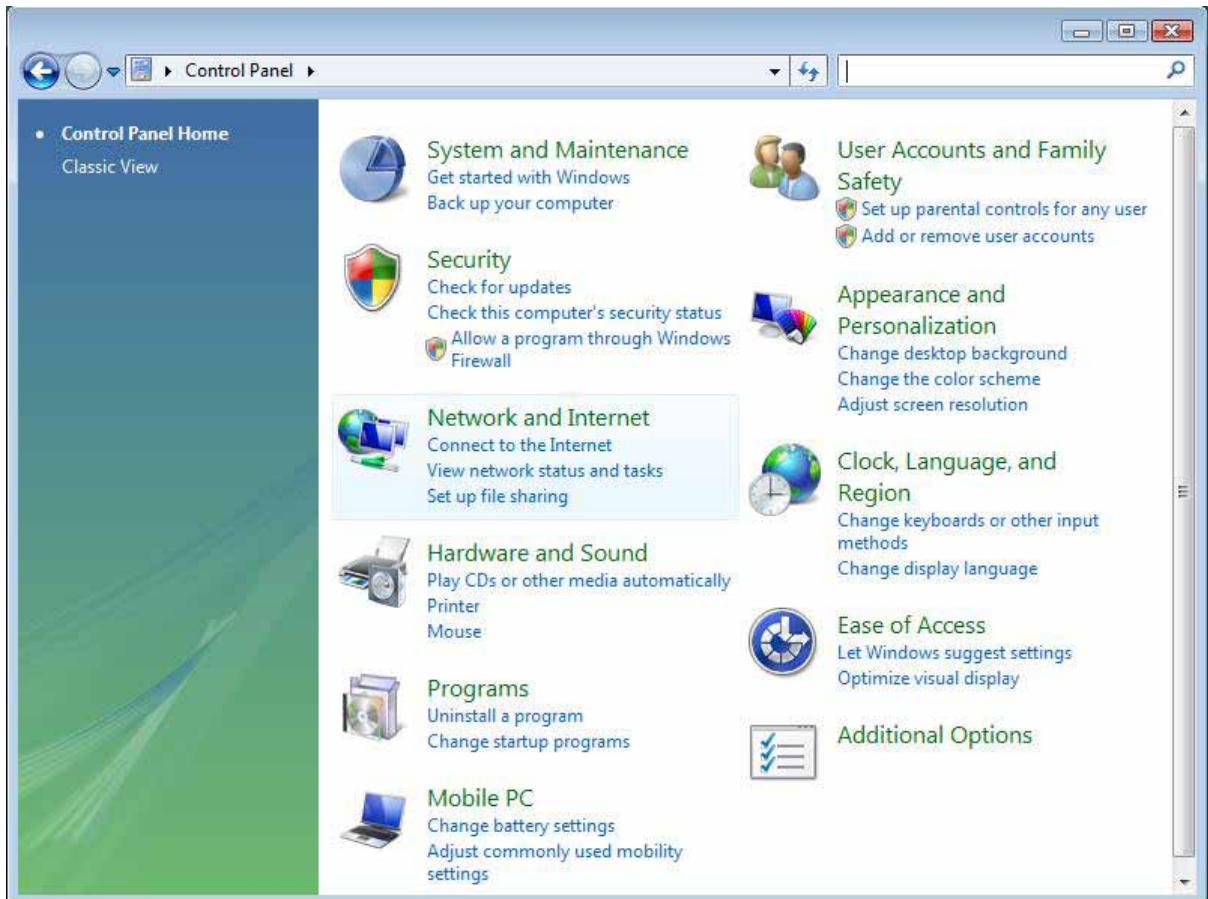 Control Panel
Control Panel Home
Classic View
System and Maintenance
Get started with Windows
Back up your computer
Security
Check for updates
Check this computer's security status
Allow a program through Windows
Firewall
Network and Internet
Connect to the Internet
View network status and tasks
Set up file sharing
Hardware and Sound
Play CDs or other media automatically
Printer
Mouse
Programs
Uninstall a program
Change startup programs
Mobile PC
Change battery settings
Adjust commonly used mobility
settings
User Accounts and Family
Safety
Set up parental controls for any user
Add or remove user accounts
Appearance and
Personalization
Change desktop background
Change the color scheme
Adjust screen resolution
Clock, Language, and
Region
Change keyboards or other input
methods
Change display language
Ease of Access
Let Windows suggest settings
Optimize visual display
Additional Options